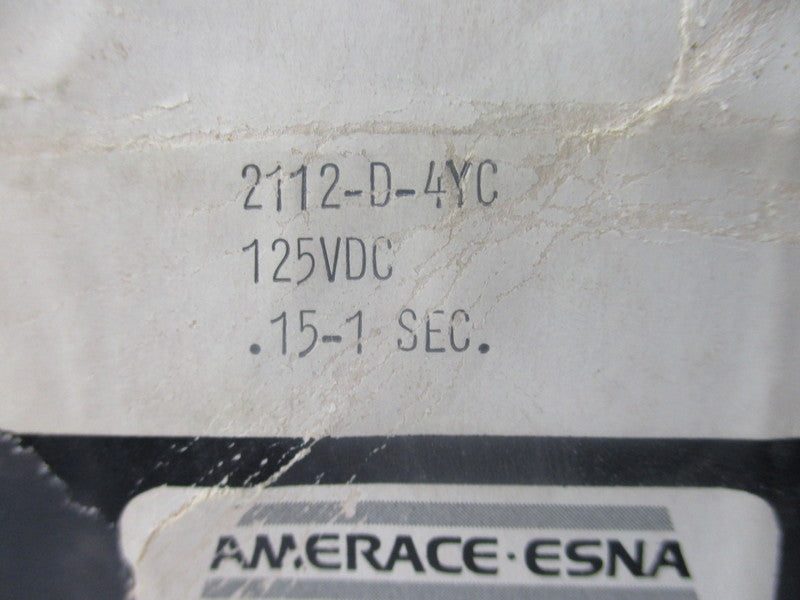 2112-D-4YC
125VDC
.15-1 SEC.
AMERACE·ESNA